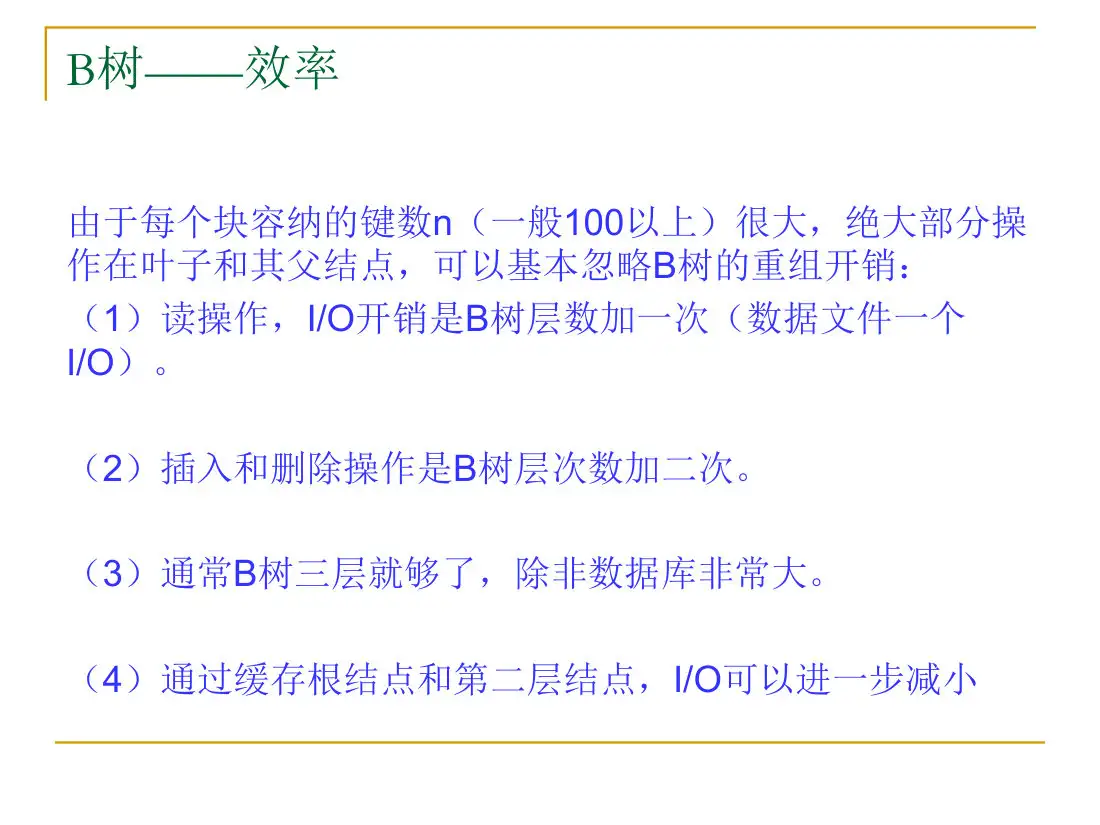 B树——效率
由于每个块容纳的键数n（一般100以上）很大，绝大部分操
作在叶子和其父结点，可以基本忽略B树的重组开销：
（1）读操作，I/O开销是B树层数加一次（数据文件一个
I/O）。
（2）插入和删除操作是B树层次数加二次。
（3）通常B树三层就够了，除非数据库非常大。
（4）通过缓存根结点和第二层结点，I/O可以进一步减小